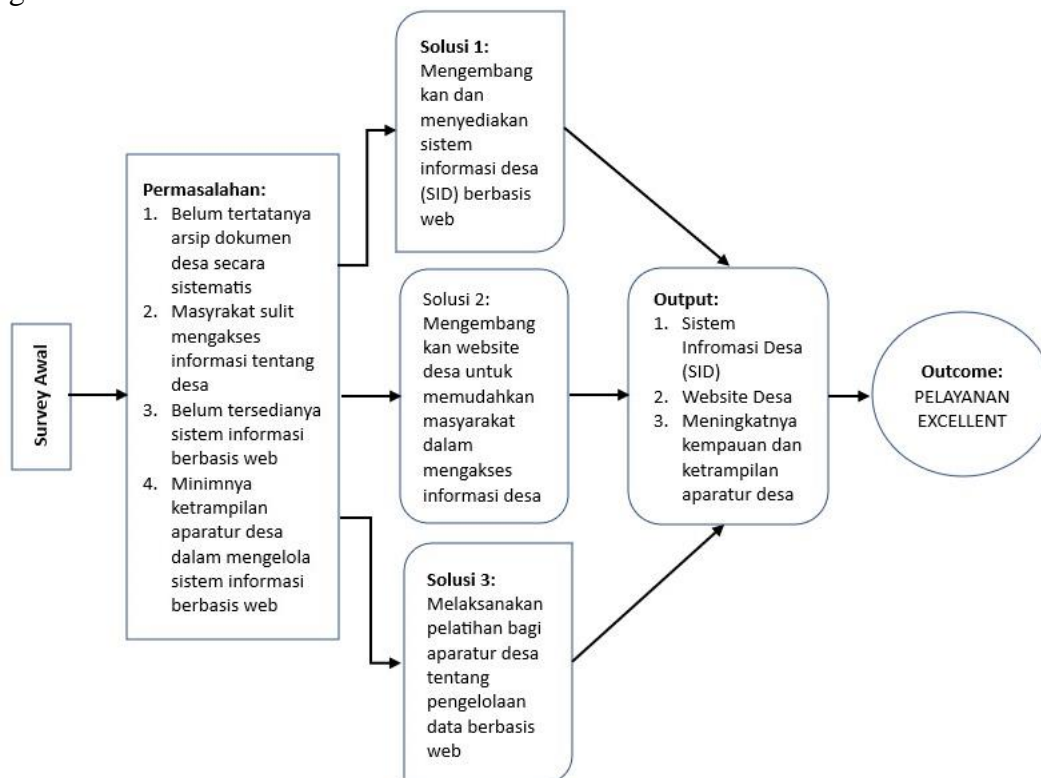 Survey Awal
Permasalahan:
1. Belum tertatanya
arsip dokumen
desa secara
sistematis
2. Masyrakat sulit
mengakses
informasi tentang
desa
3. Belum tersedianya
sistem informasi
berbasis web
4. Minimnya
ketrampilan
aparatur desa
dalam mengelola
sistem informasi
berbasis web
Solusi 1:
Mengembang
kan dan
menyediakan
sistem
informasi desa
(SID) berbasis
web
Solusi 2:
Mengembang
kan website
desa untuk
memudahkan
masyarakat
dalam
mengakses
informasi desa
Solusi 3:
Melaksanakan
pelatihan bagi
aparatur desa
tentang
pengelolaan
data berbasis
web
Output:
1. Sistem
Infromasi Desa
(SID)
2. Website Desa
3. Meningkatnya
kempauan dan
ketrampilan
aparatur desa
Outcome:
PELAYANAN
EXCELLENT